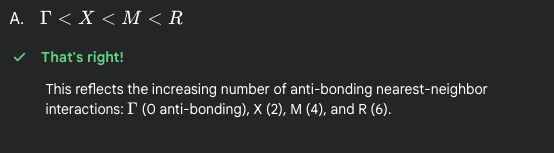 A. Γ < X < M < R
✓ That's right!
This reflects the increasing number of anti-bonding nearest-neighbor
interactions: Γ (0 anti-bonding), X (2), M (4), and R (6).